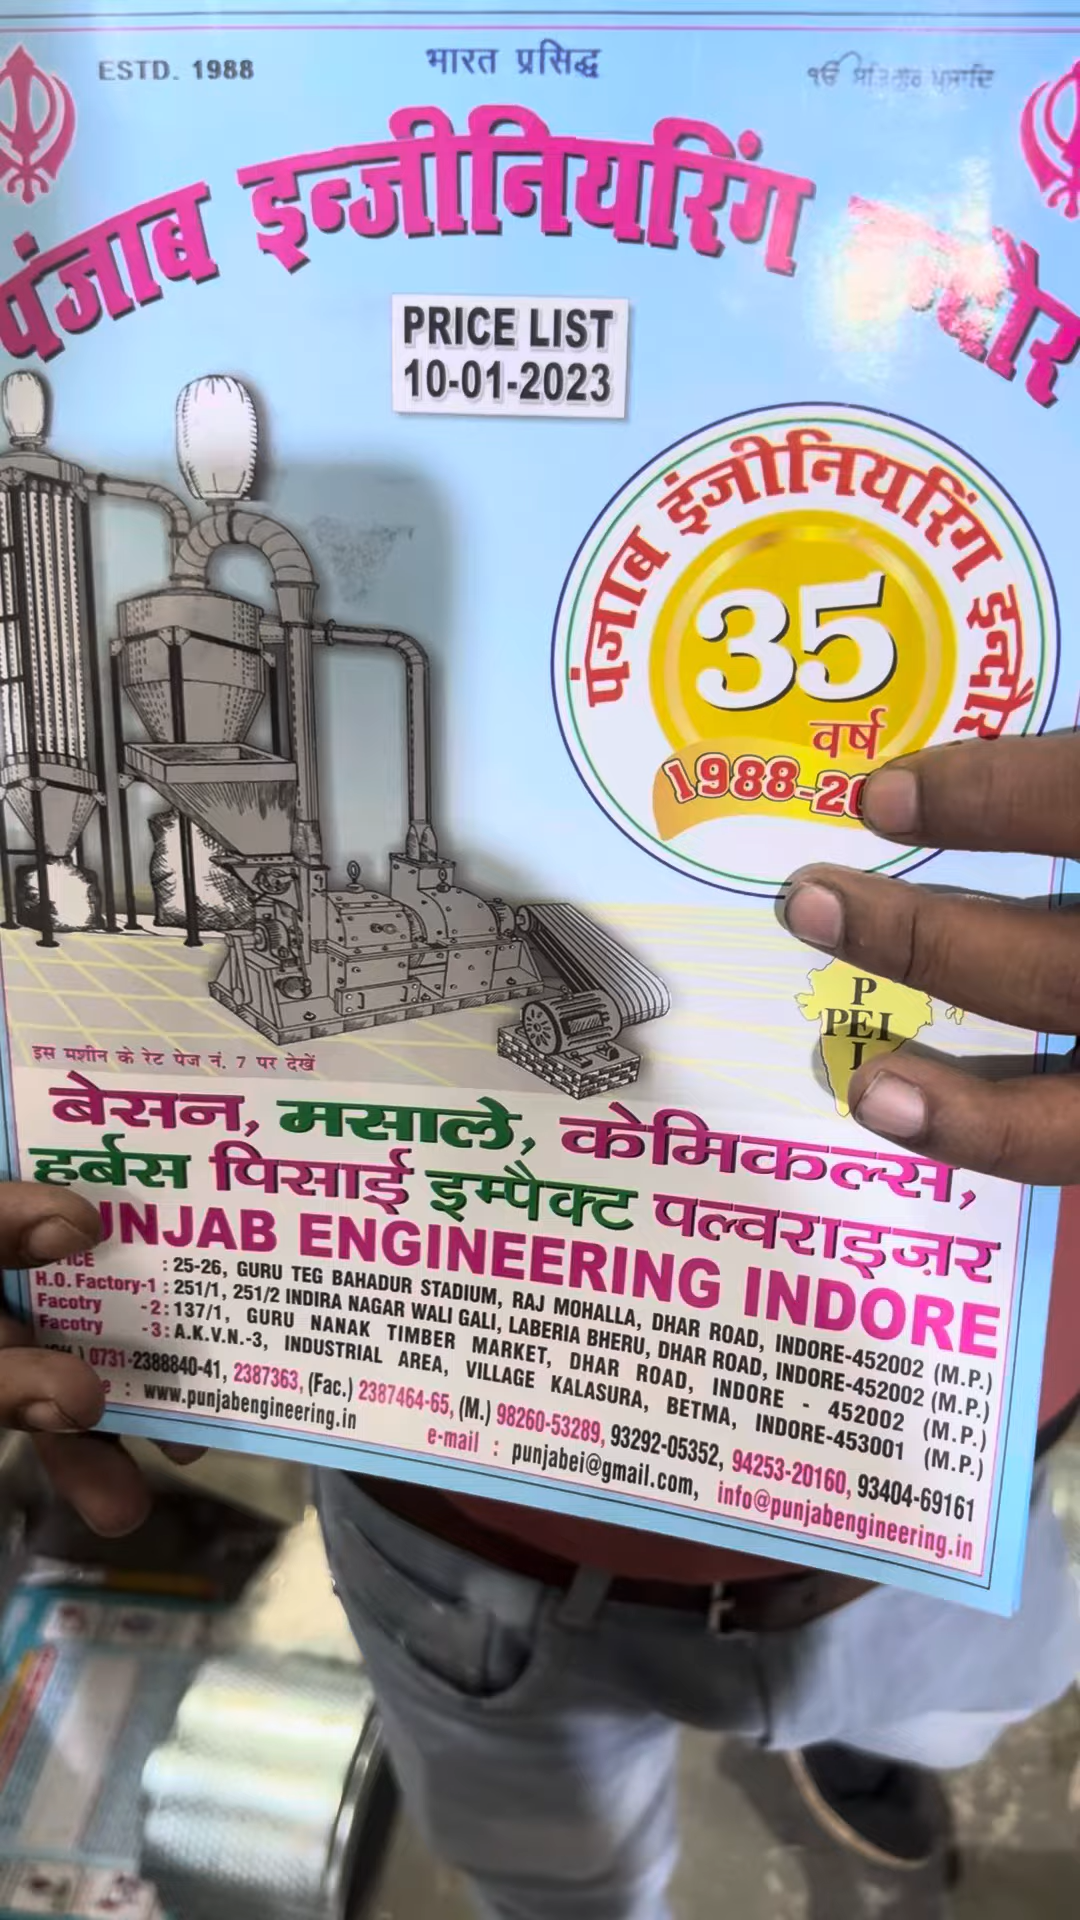 ESTD. 1988
भारत प्रसिद्ध
ੴ ਸਤਿਗੁਰ ਪ੍ਰਸਾਦਿ
पंजाब इन्जीनियरिंग
PRICE LIST
10-01-2023
पंजाब इंजीनियरिंग इन्दौर
35
वर्ष
1988-20
P
PEI
I
इस मशीन के रेट पेज नं. 7 पर देखें
बेसन, मसाले, केमिकल्स,
हर्बस पिसाई इम्पैक्ट पल्वराइज़र
UNJAB ENGINEERING INDORE
: 25-26, GURU TEG BAHADUR STADIUM, RAJ MOHALLA, DHAR ROAD, INDORE-452002 (M.P.)
H.O. Factory-1 : 251/1, 251/2 INDIRA NAGAR WALI GALI, LABERIA BHERU, DHAR ROAD, INDORE-452002 (M.P.)
Facotry -2 : 137/1, GURU NANAK TIMBER MARKET, DHAR ROAD, INDORE - 452002 (M.P.)
Facotry -3 : A.K.V.N.-3, INDUSTRIAL AREA, VILLAGE KALASURA, BETMA, INDORE-453001 (M.P.)
0731-2388840-41, 2387363, (Fac.) 2387464-65, (M.) 98260-53289, 93292-05352, 94253-20160, 93404-69161
: www.punjabengineering.in e-mail : punjabei@gmail.com, info@punjabengineering.in